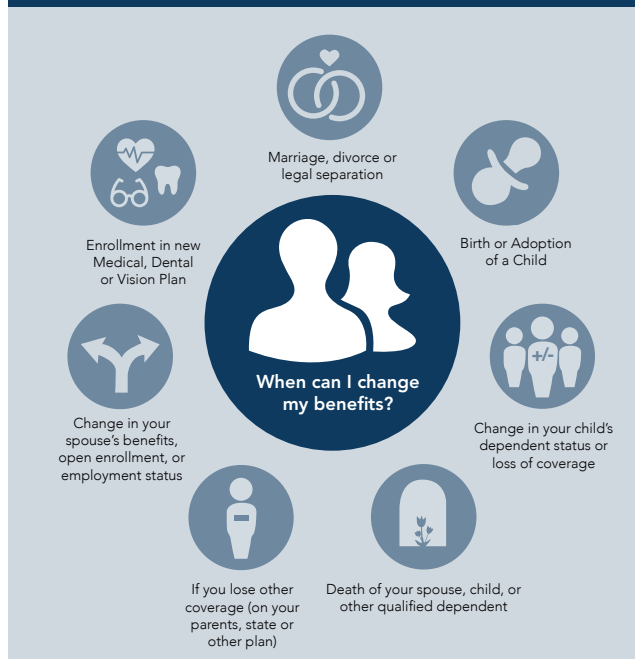 Marriage, divorce or
legal separation
Birth or Adoption
of a Child
Enrollment in new
Medical, Dental
or Vision Plan
When can I change
my benefits?
+/-
Change in your child's
dependent status or
loss of coverage
Change in your
spouse's benefits,
open enrollment, or
employment status
If you lose other
coverage (on your
parents, state or
other plan)
Death of your spouse, child, or
other qualified dependent